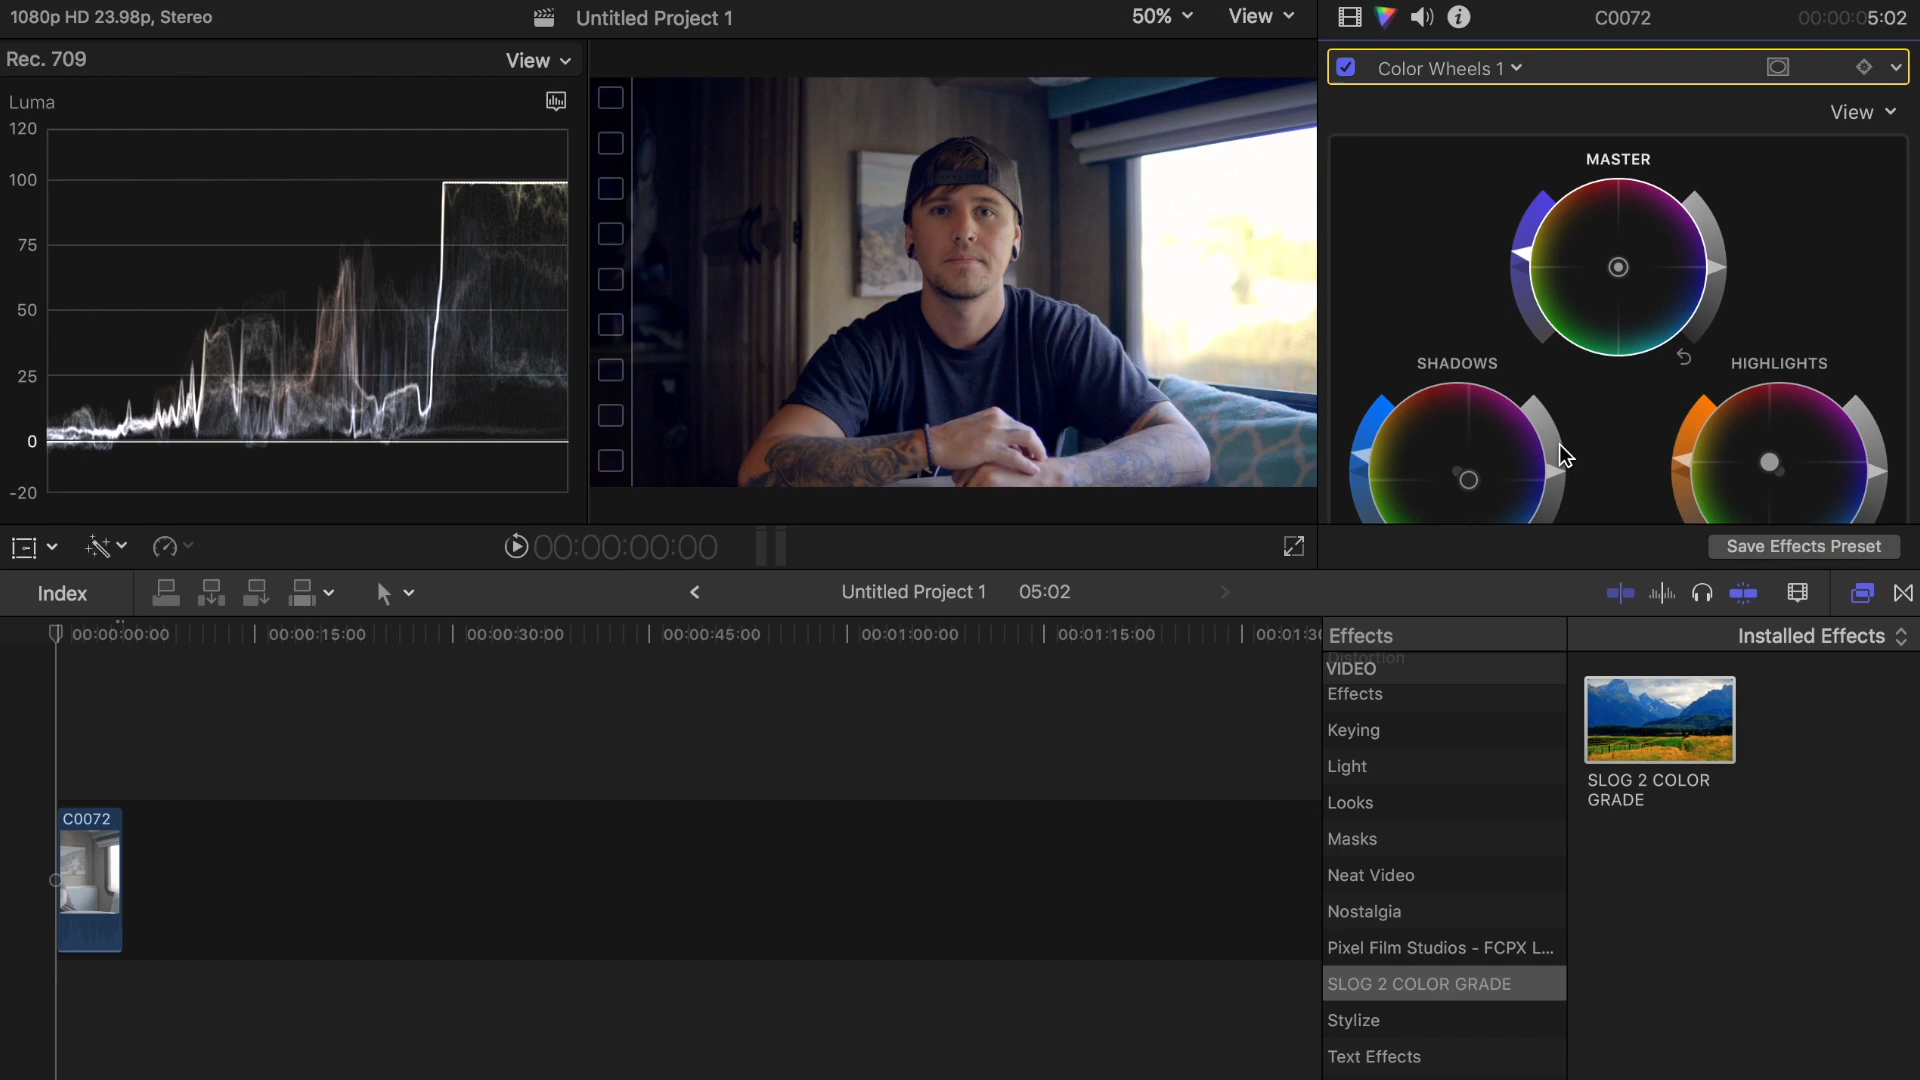 1080p HD 23.98p, Stereo
Untitled Project 1
50%
View
C0072
00:00:05:02
Rec. 709
View
Color Wheels 1
View
Luma
120
100
75
50
25
0
-20
MASTER
SHADOWS
HIGHLIGHTS
00:00:00:00
Save Effects Preset
Index
Untitled Project 1
05:02
00:00:00:00
00:00:15:00
00:00:30:00
00:00:45:00
00:01:00:00
00:01:15:00
00:01:30
Effects
Installed Effects
Distortion
VIDEO
Effects
Keying
Light
Looks
Masks
Neat Video
Nostalgia
Pixel Film Studios - FCPX L...
SLOG 2 COLOR GRADE
Stylize
Text Effects
SLOG 2 COLOR
GRADE
C0072